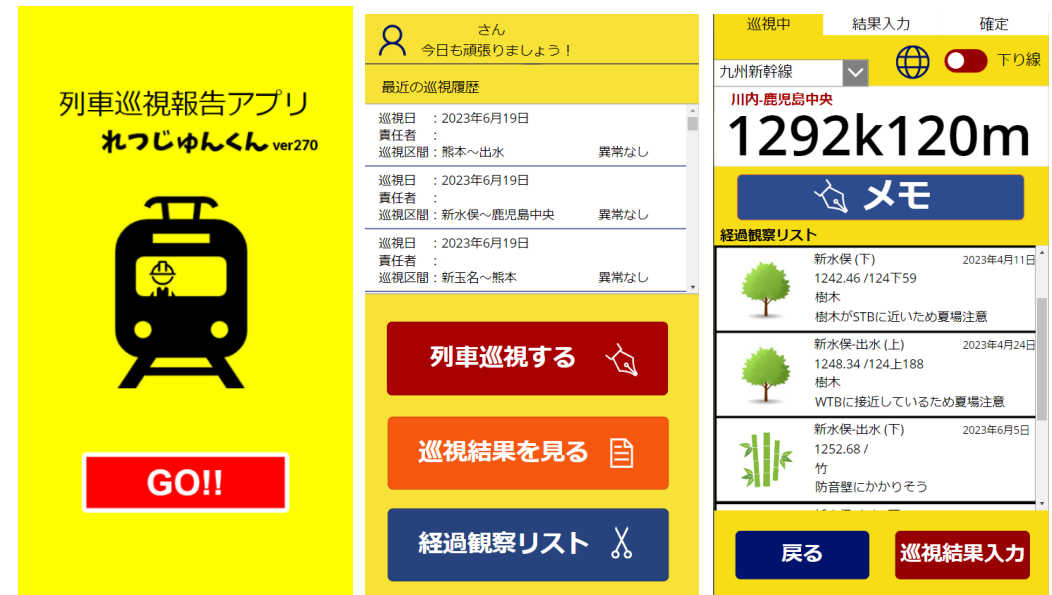 列車巡視報告アプリ
れつじゅんくん ver270
GO!!
さん
今日も頑張りましょう！
最近の巡視履歴
巡視日 ：2023年6月19日
責任者 ：
巡視区間：熊本～出水 異常なし
巡視日 ：2023年6月19日
責任者 ：
巡視区間：新水俣～鹿児島中央 異常なし
巡視日 ：2023年6月19日
責任者 ：
巡視区間：新玉名～熊本 異常なし
列車巡視する
巡視結果を見る
経過観察リスト
巡視中 結果入力 確定
九州新幹線 下り線
川内-鹿児島中央
1292k120m
メモ
経過観察リスト
新水俣 (下) 2023年4月11日
1242.46 /124下59
樹木
樹木がSTBに近いため夏場注意
新水俣-出水 (上) 2023年4月24日
1248.34 /124上188
樹木
WTBに接近しているため夏場注意
新水俣-出水 (下) 2023年6月5日
1252.68 /
竹
防音壁にかかりそう
戻る 巡視結果入力